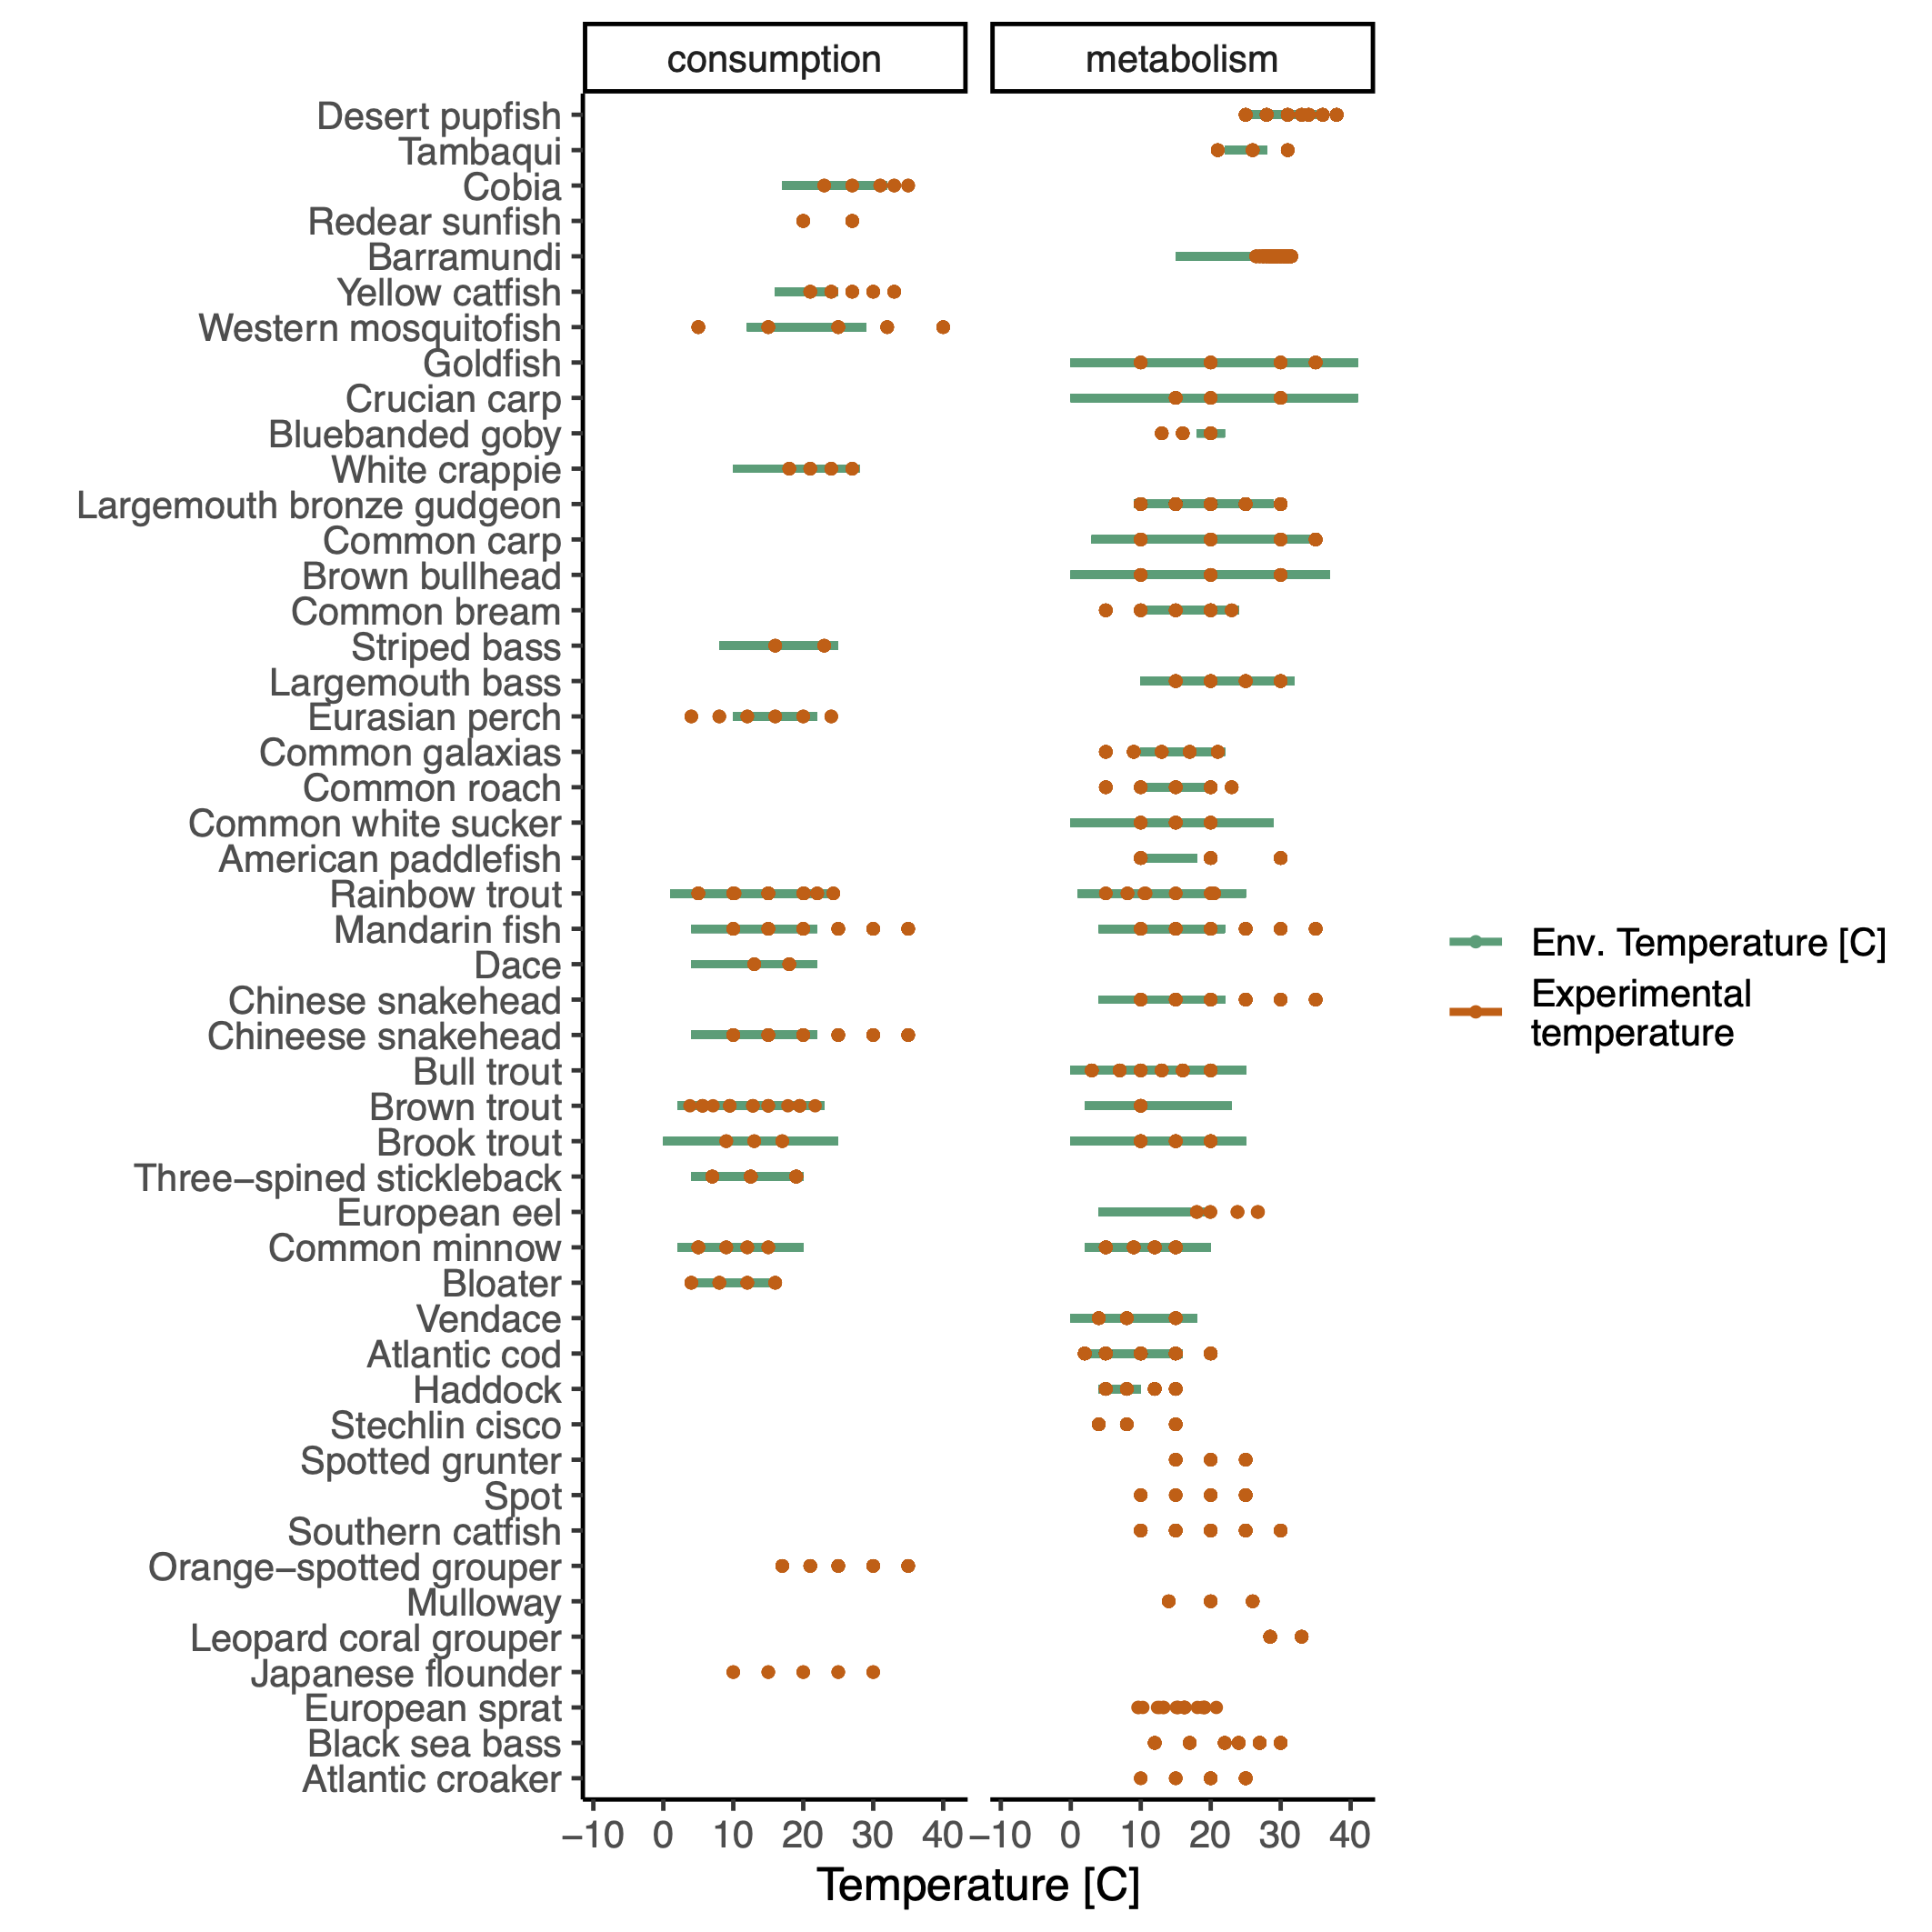 consumption
metabolism
Desert pupfish
Tambaqui
Cobia
Redear sunfish
Barramundi
Yellow catfish
Western mosquitofish
Goldfish
Crucian carp
Bluebanded goby
White crappie
Largemouth bronze gudgeon
Common carp
Brown bullhead
Common bream
Striped bass
Largemouth bass
Eurasian perch
Common galaxias
Common roach
Common white sucker
American paddlefish
Rainbow trout
Mandarin fish
Dace
Chinese snakehead
Chineese snakehead
Bull trout
Brown trout
Brook trout
Three−spined stickleback
European eel
Common minnow
Bloater
Vendace
Atlantic cod
Haddock
Stechlin cisco
Spotted grunter
Spot
Southern catfish
Orange−spotted grouper
Mulloway
Leopard coral grouper
Japanese flounder
European sprat
Black sea bass
Atlantic croaker
−10 0 10 20 30 40 −10 0 10 20 30 40
Temperature [C]
Env. Temperature [C]
Experimental
temperature